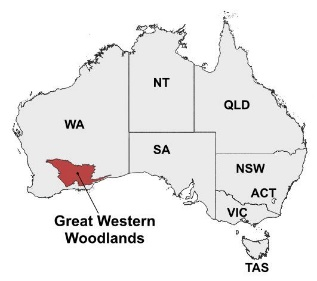 NT
QLD
WA
SA
NSW
ACT
VIC
Great Western
Woodlands
TAS